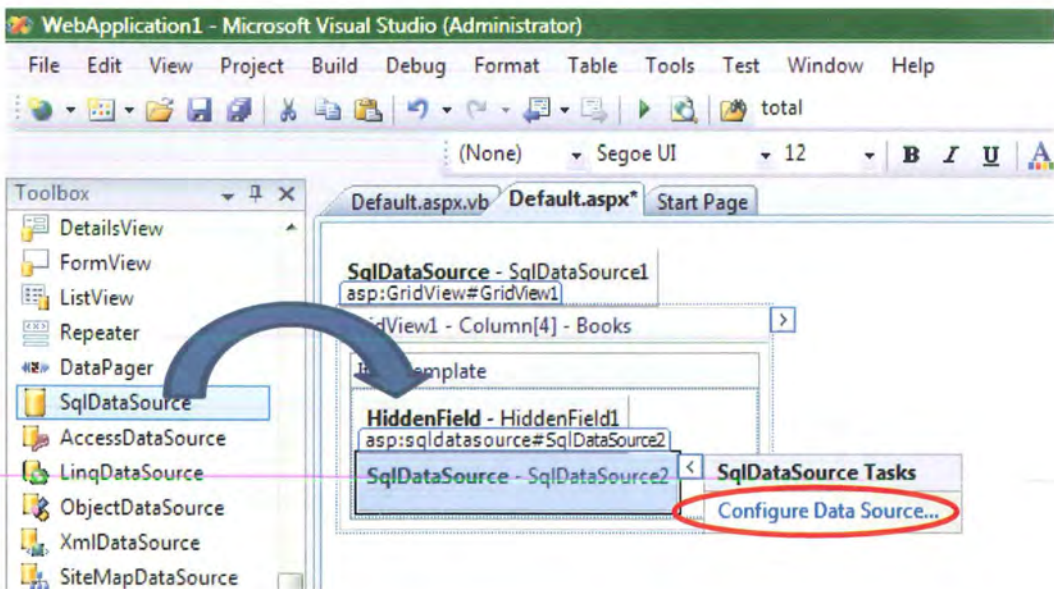 WebApplication1 - Microsoft Visual Studio (Administrator)
File Edit View Project Build Debug Format Table Tools Test Window Help
total
(None) Segoe UI 12 B I U A
Toolbox
DetailsView
FormView
ListView
Repeater
DataPager
SqlDataSource
AccessDataSource
LinqDataSource
ObjectDataSource
XmlDataSource
SiteMapDataSource
Default.aspx.vb Default.aspx* Start Page
SqlDataSource - SqlDataSource1
asp:GridView#GridView1
- Column[4] - Books
HiddenField - HiddenField1
asp:sqldatasource#SqlDataSource2
SqlDataSource - SqlDataSource2
SqlDataSource Tasks
Configure Data Source...